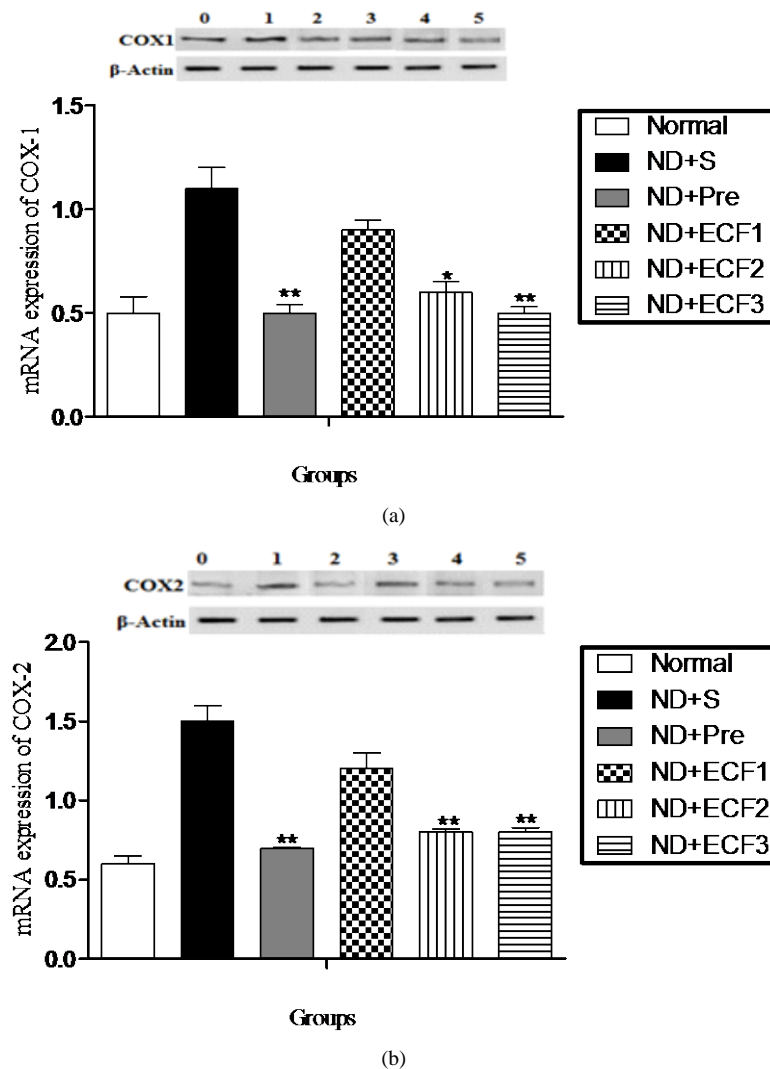 0 1 2 3 4 5
COX1
β-Actin
mRNA expression of COX-1
1.5
1.0
0.5
0.0
**
*
**
Groups
Normal
ND+S
ND+Pre
ND+ECF1
ND+ECF2
ND+ECF3
(a)
0 1 2 3 4 5
COX2
β-Actin
mRNA expression of COX-2
2.0
1.5
1.0
0.5
0.0
**
**
**
Groups
Normal
ND+S
ND+Pre
ND+ECF1
ND+ECF2
ND+ECF3
(b)